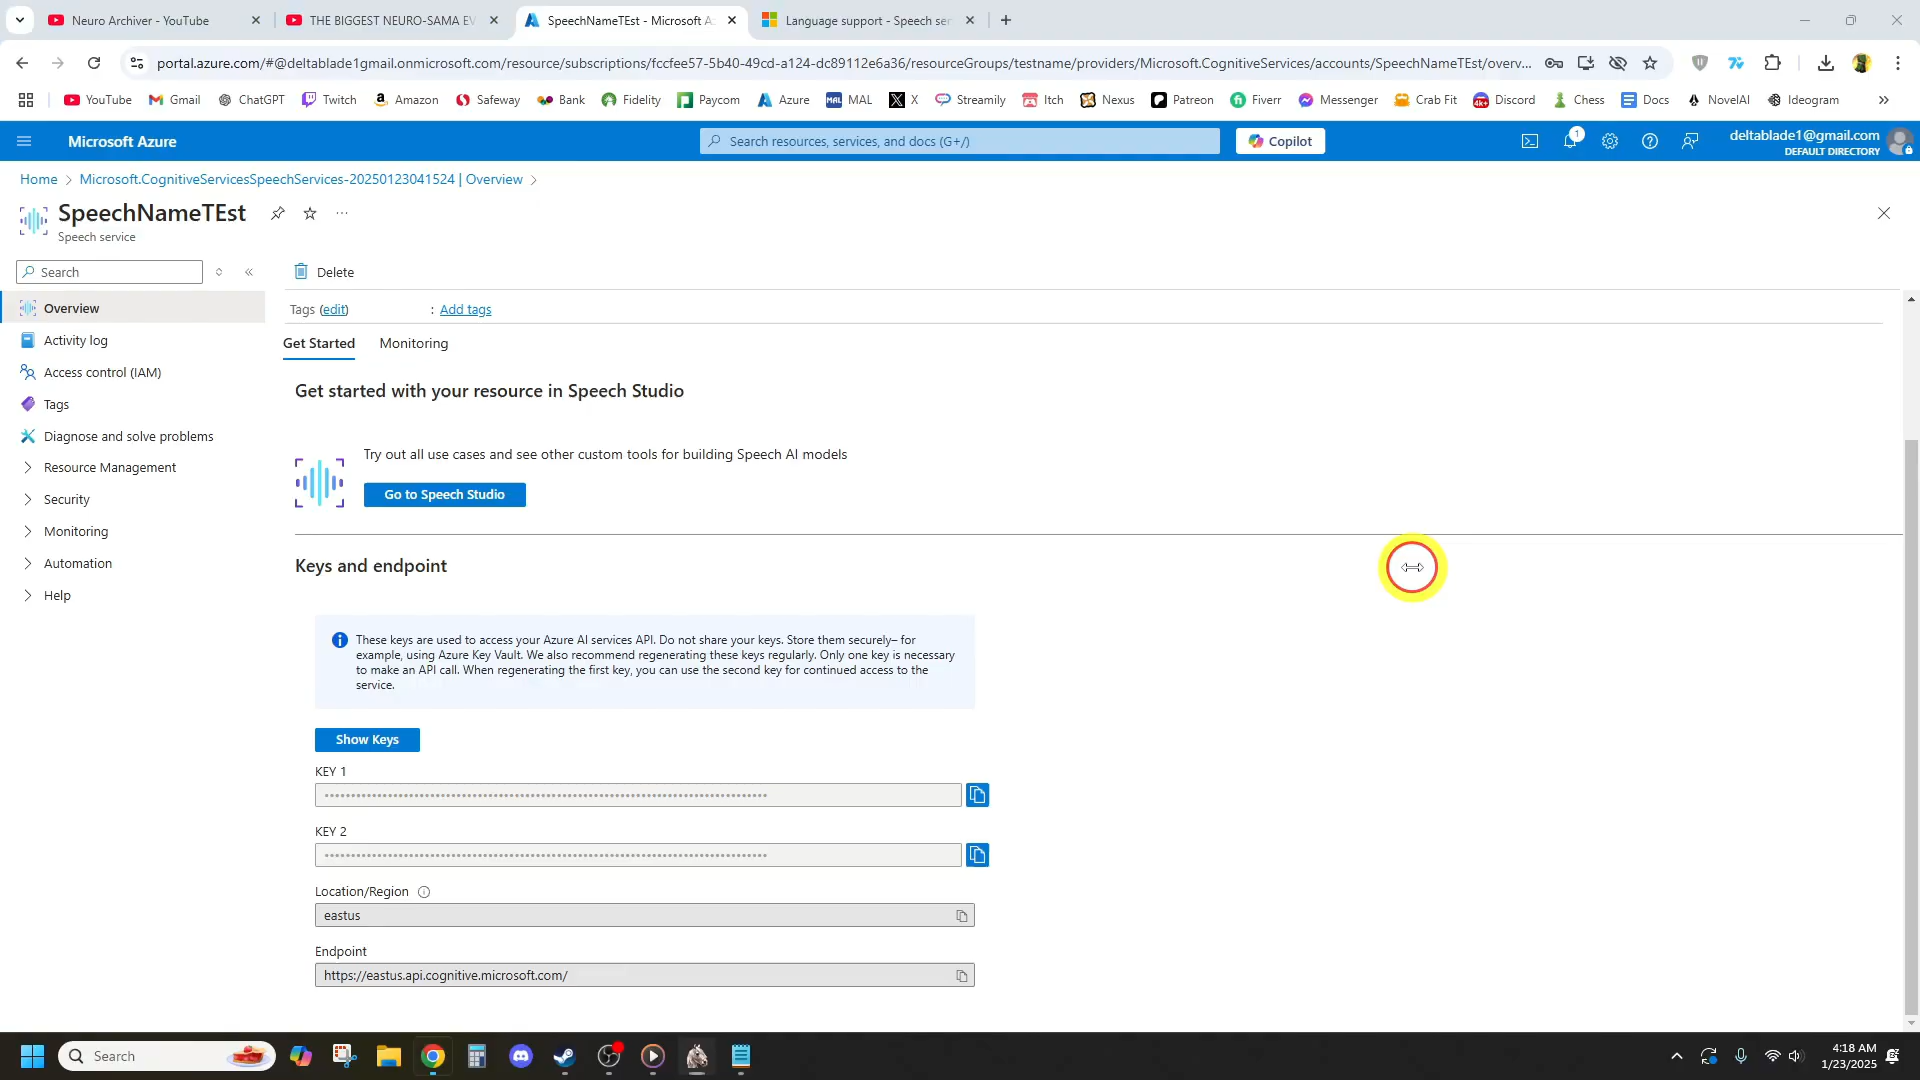 Neuro Archiver - YouTube
THE BIGGEST NEURO-SAMA EV
SpeechNameTEst - Microsoft A
Language support - Speech ser
portal.azure.com/#@deltablade1gmail.onmicrosoft.com/resource/subscriptions/fccfee57-5b40-49cd-a124-dc89112e6a36/resourceGroups/testname/providers/Microsoft.CognitiveServices/accounts/SpeechNameTEst/overv...
YouTube
Gmail
ChatGPT
Twitch
Amazon
Safeway
Bank
Fidelity
Paycom
Azure
MAL
X
Streamily
Itch
Nexus
Patreon
Fiverr
Messenger
Crab Fit
4k+
Discord
Chess
Docs
NovelAI
Ideogram
Microsoft Azure
Search resources, services, and docs (G+/)
Copilot
1
deltablade1@gmail.com
DEFAULT DIRECTORY
Home > Microsoft.CognitiveServicesSpeechServices-20250123041524 | Overview >
SpeechNameTEst
Speech service
Search
Delete
Overview
Activity log
Access control (IAM)
Tags
Diagnose and solve problems
Resource Management
Security
Monitoring
Automation
Help
Tags (edit) : Add tags
Get Started
Monitoring
Get started with your resource in Speech Studio
Try out all use cases and see other custom tools for building Speech AI models
Go to Speech Studio
Keys and endpoint
These keys are used to access your Azure AI services API. Do not share your keys. Store them securely– for
example, using Azure Key Vault. We also recommend regenerating these keys regularly. Only one key is necessary
to make an API call. When regenerating the first key, you can use the second key for continued access to the
service.
Show Keys
KEY 1
KEY 2
Location/Region
eastus
Endpoint
https://eastus.api.cognitive.microsoft.com/
Search
4:18 AM
1/23/2025